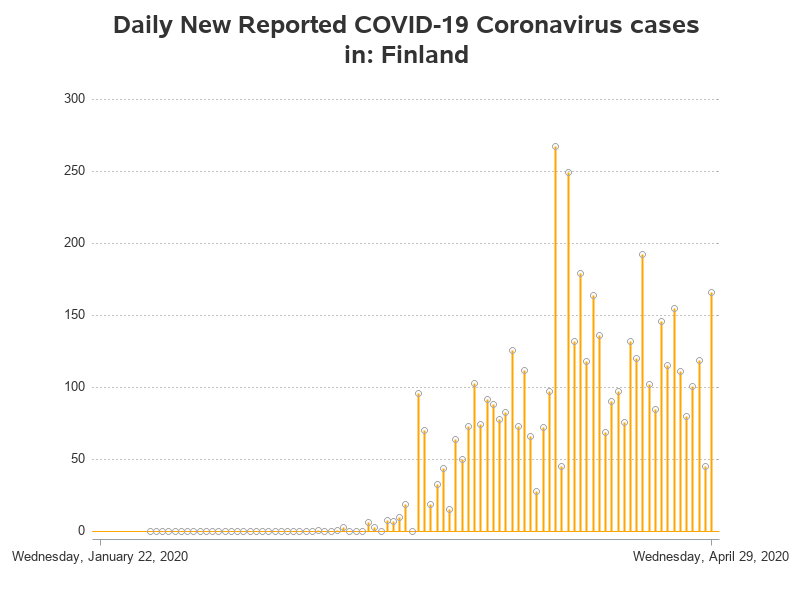 Daily New Reported COVID-19 Coronavirus cases
in: Finland
300
250
200
150
100
50
0
Wednesday, January 22, 2020
Wednesday, April 29, 2020